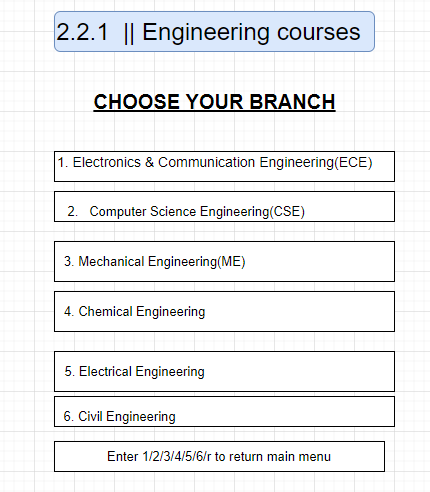 2.2.1 || Engineering courses
CHOOSE YOUR BRANCH
1. Electronics & Communication Engineering(ECE)
2. Computer Science Engineering(CSE)
3. Mechanical Engineering(ME)
4. Chemical Engineering
5. Electrical Engineering
6. Civil Engineering
Enter 1/2/3/4/5/6/r to return main menu